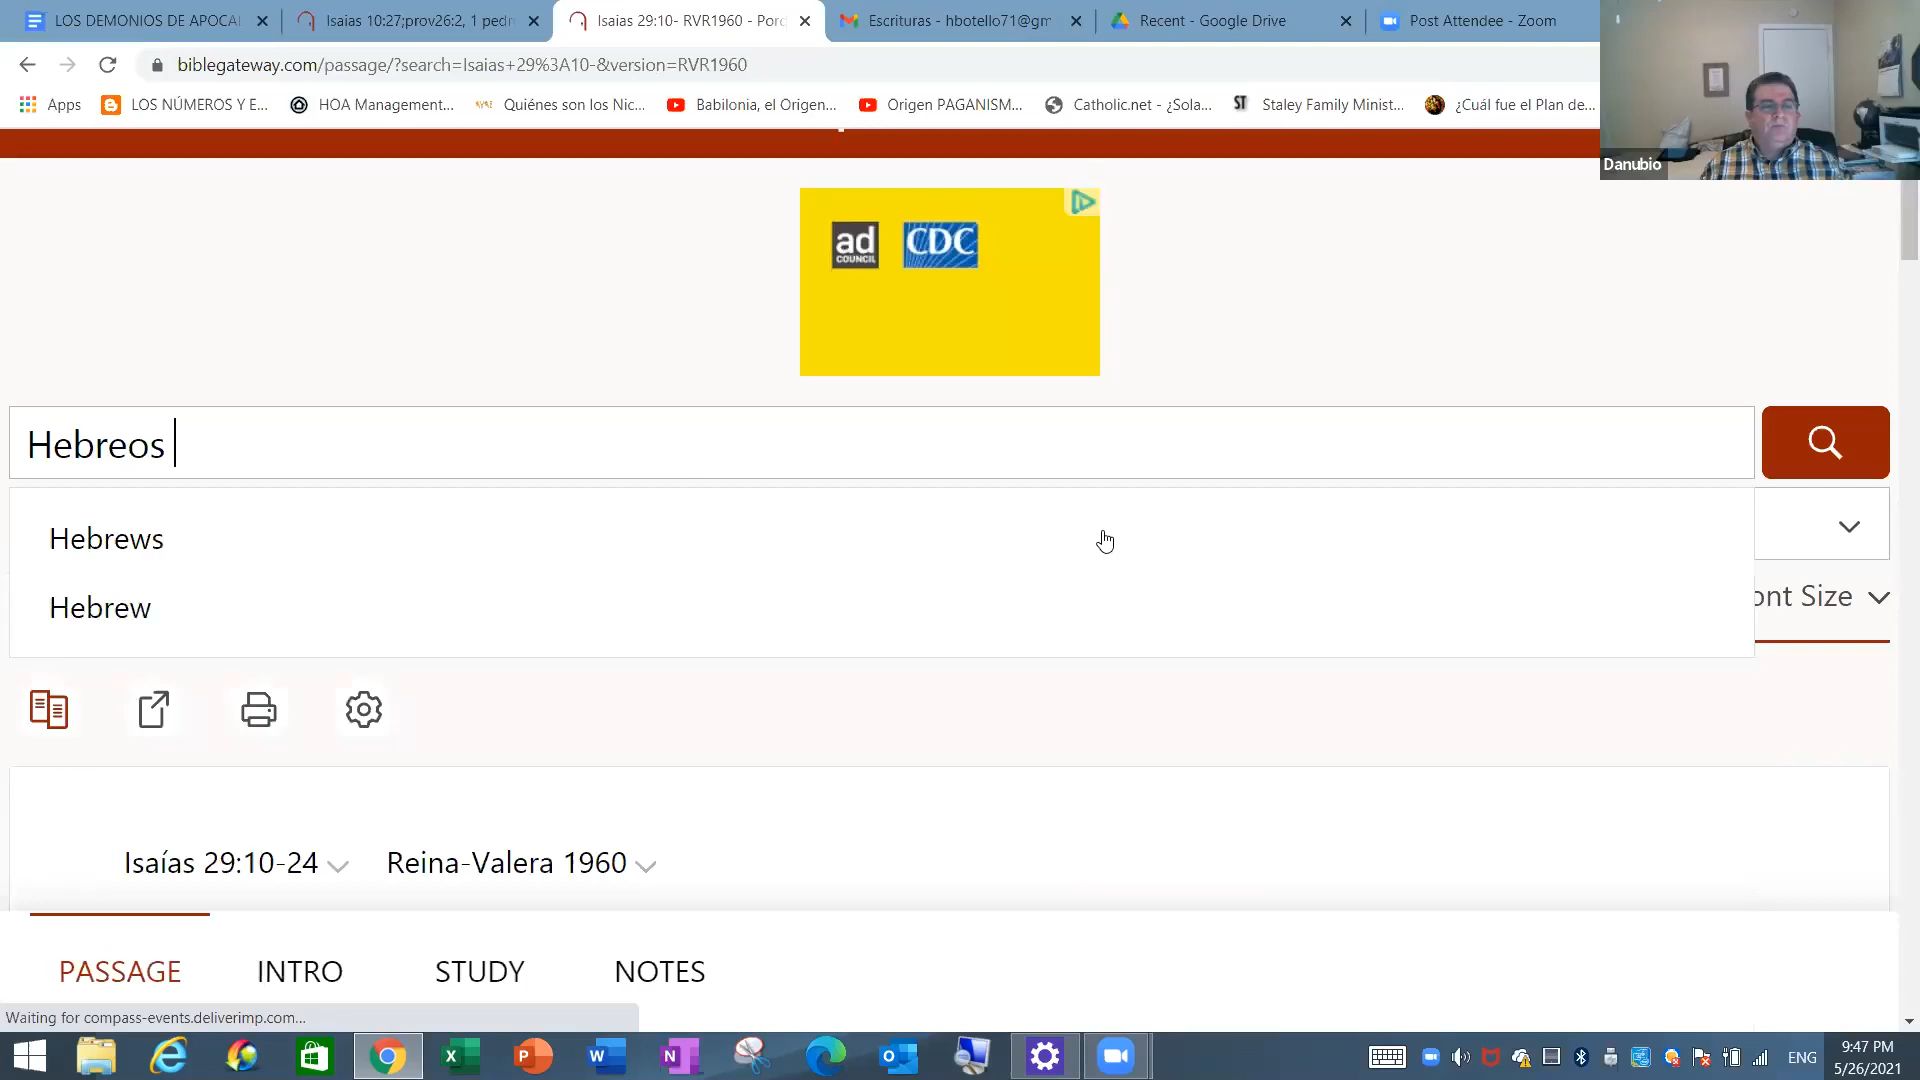 LOS DEMONIOS DE APOCA
Isaias 10:27;prov26:2, 1 pedr
Isaias 29:10- RVR1960 - Porq
Escrituras - hbotello71@gm
Recent - Google Drive
Post Attendee - Zoom
biblegateway.com/passage/?search=Isaias+29%3A10-&version=RVR1960
Apps
LOS NÚMEROS Y E...
HOA Management...
Quiénes son los Nic...
Babilonia, el Origen...
Origen PAGANISM...
Catholic.net - ¿Sola...
ST
Staley Family Minist...
¿Cuál fue el Plan de...
Danubio
ad
COUNCIL
CDC
Hebreos
Hebrews
Hebrew
ont Size
Isaías 29:10-24
Reina-Valera 1960
PASSAGE
INTRO
STUDY
NOTES
Waiting for compass-events.deliverimp.com...
ENG
9:47 PM
5/26/2021